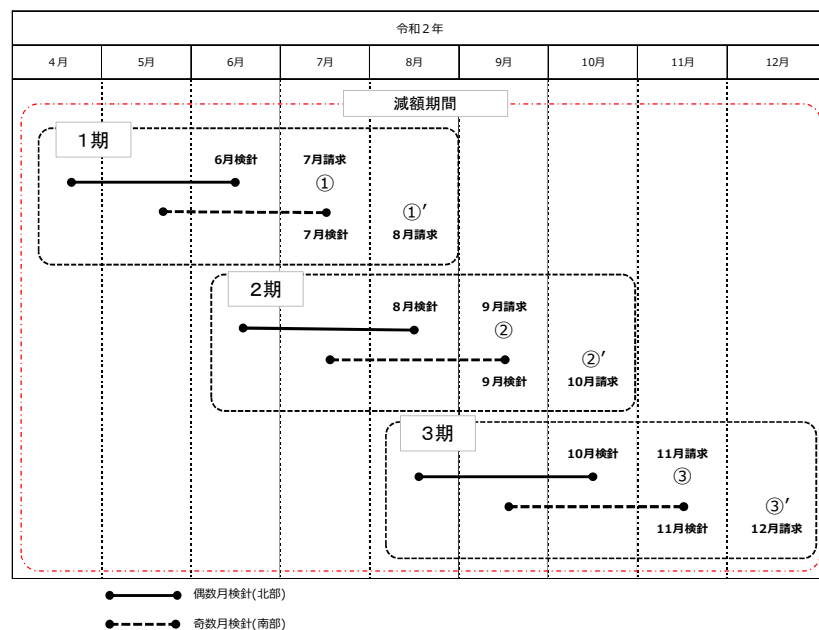 令和２年
４月 5月 6月 7月 8月 9月 10月 11月 12月
減額期間
１期
6月検針 7月請求
①
①′
7月検針 8月請求
２期
8月検針 ９月請求
②
②′
９月検針 10月請求
３期
10月検針 11月請求
③
③′
11月検針 12月請求
偶数月検針(北部)
奇数月検針(南部)